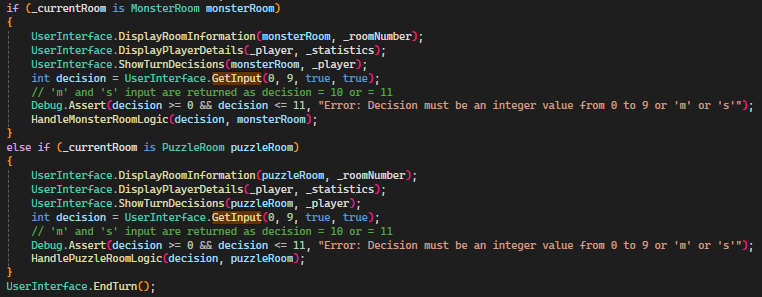 if (_currentRoom is MonsterRoom monsterRoom)
{
    UserInterface.DisplayRoomInformation(monsterRoom, _roomNumber);
    UserInterface.DisplayPlayerDetails(_player, _statistics);
    UserInterface.ShowTurnDecisions(monsterRoom, _player);
    int decision = UserInterface.GetInput(0, 9, true, true);
    // 'm' and 's' input are returned as decision = 10 or = 11
    Debug.Assert(decision >= 0 && decision <= 11, "Error: Decision must be an integer value from 0 to 9 or 'm' or 's'");
    HandleMonsterRoomLogic(decision, monsterRoom);
}
else if (_currentRoom is PuzzleRoom puzzleRoom)
{
    UserInterface.DisplayRoomInformation(puzzleRoom, _roomNumber);
    UserInterface.DisplayPlayerDetails(_player, _statistics);
    UserInterface.ShowTurnDecisions(puzzleRoom, _player);
    int decision = UserInterface.GetInput(0, 9, true, true);
    // 'm' and 's' input are returned as decision = 10 or = 11
    Debug.Assert(decision >= 0 && decision <= 11, "Error: Decision must be an integer value from 0 to 9 or 'm' or 's'");
    HandlePuzzleRoomLogic(decision, puzzleRoom);
}
UserInterface.EndTurn();